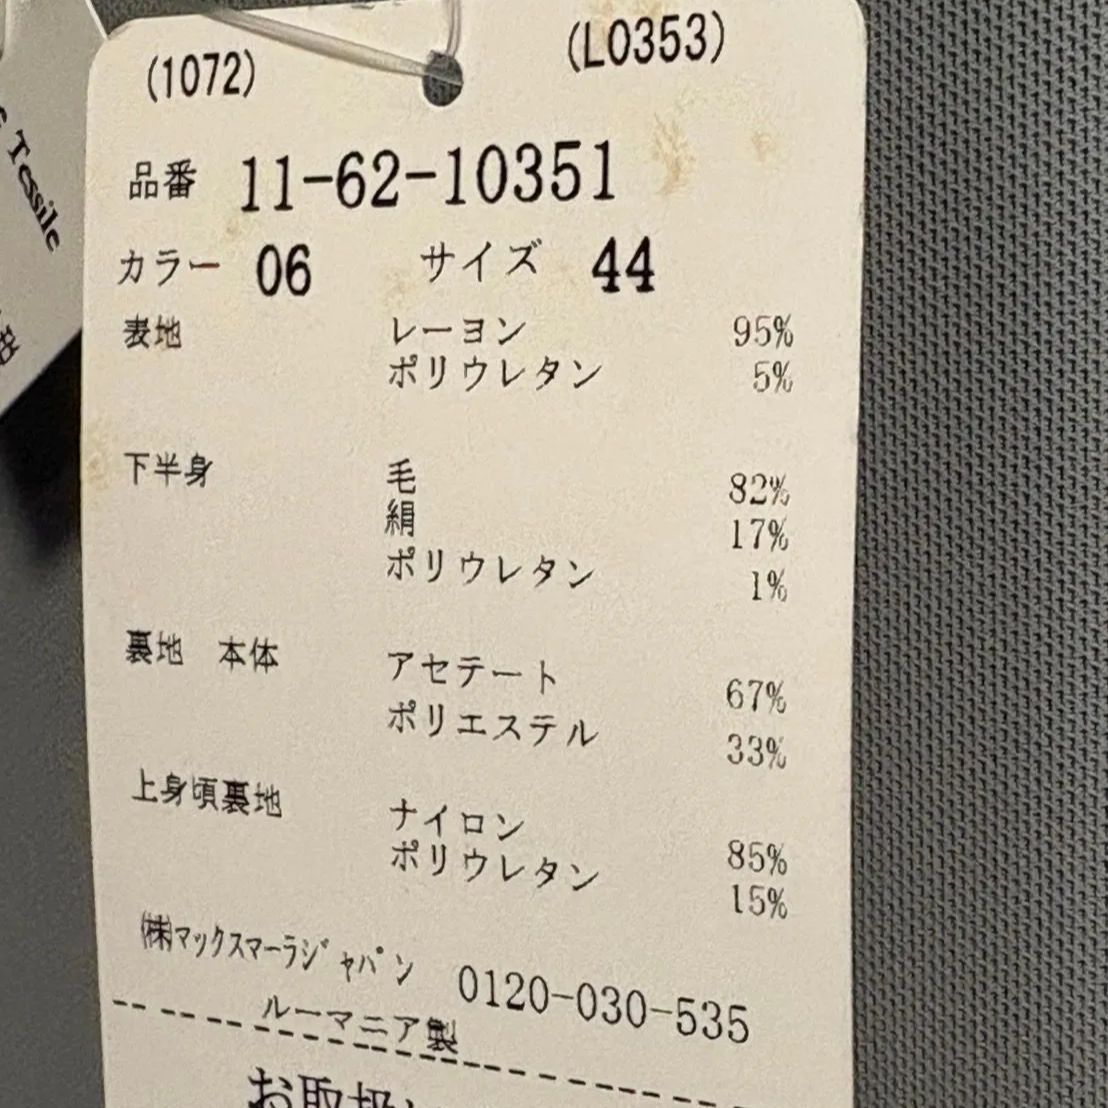 (1072) (L0353)
品番 11-62-10351
カラー 06 サイズ 44
表地 レーヨン 95%
ポリウレタン 5%
下半身 毛 82%
絹 17%
ポリウレタン 1%
裏地 本体 アセテート 67%
ポリエステル 33%
上身頃裏地 ナイロン 85%
ポリウレタン 15%
㈱マックスマーラジャパン 0120-030-535
ルーマニア製
お取扱い
Tessile